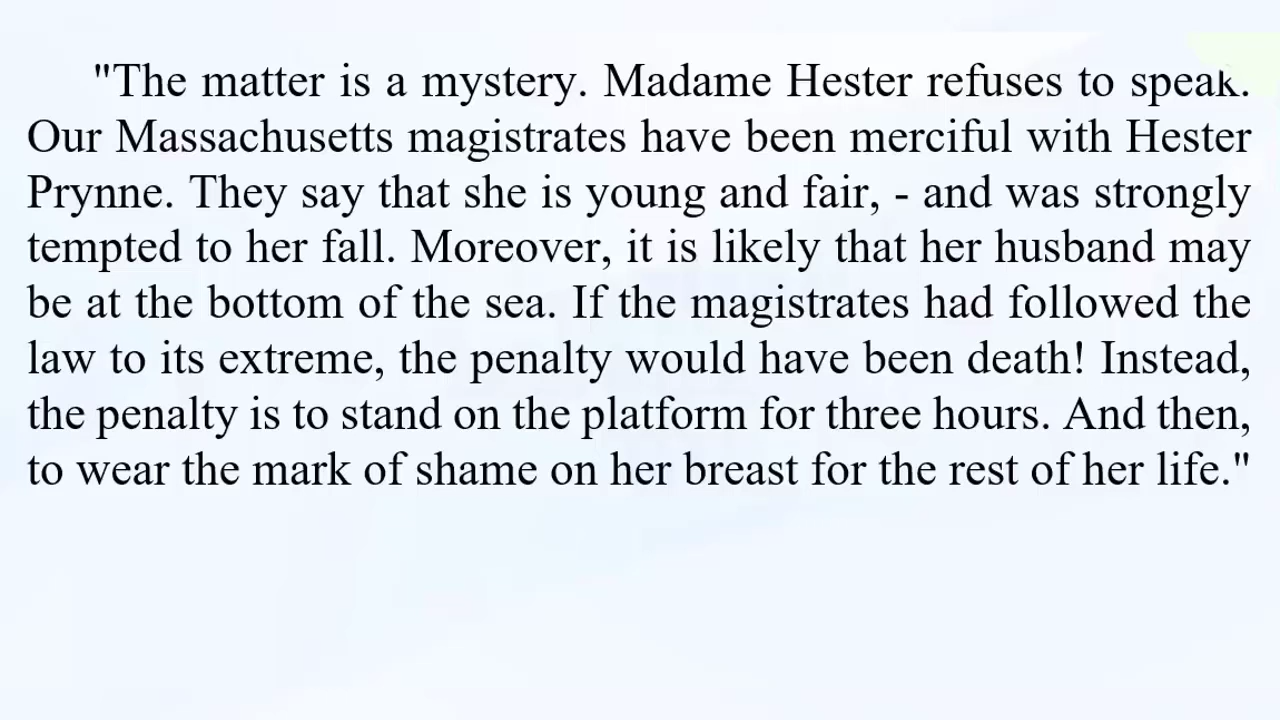 "The matter is a mystery. Madame Hester refuses to speak.
Our Massachusetts magistrates have been merciful with Hester
Prynne. They say that she is young and fair, - and was strongly
tempted to her fall. Moreover, it is likely that her husband may
be at the bottom of the sea. If the magistrates had followed the
law to its extreme, the penalty would have been death! Instead,
the penalty is to stand on the platform for three hours. And then,
to wear the mark of shame on her breast for the rest of her life."